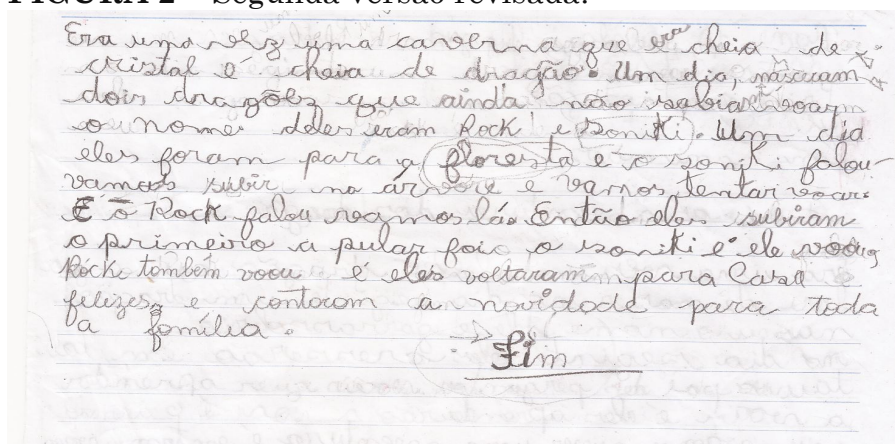 FIGURA 2 – Segunda versão revisada.
Era uma vez uma caverna que era cheia de
cristal é cheia de dragão. Um dia, nasceram
dois dragões que ainda não sabiam voar
o nome deles eram Rock e soniki. Um dia
eles foram para a floresta e o soniki falou
vamos subir na árvore e vamos tentar voar.
E o Rock falou vamos lá. Então eles subiram
o primeiro a pular foi o soniki e ele voou
Rock também voou é eles voltaram para Casa
felizes, e contaram a novidade para toda
a família.
Fim